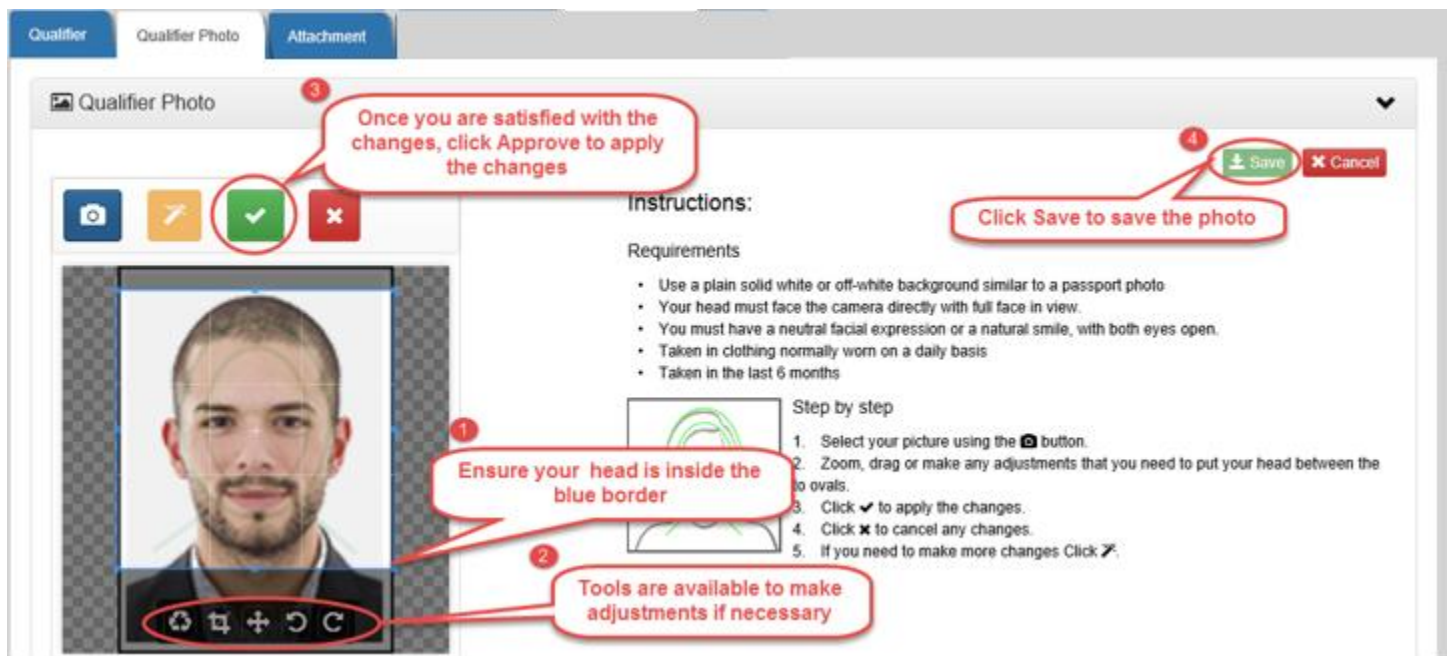 Qualifier
Qualifier Photo
Attachment
Qualifier Photo
3
Once you are satisfied with the
changes, click Approve to apply
the changes
4
Save
Cancel
Click Save to save the photo
Instructions:
Requirements
• Use a plain solid white or off-white background similar to a passport photo
• Your head must face the camera directly with full face in view.
• You must have a neutral facial expression or a natural smile, with both eyes open.
• Taken in clothing normally worn on a daily basis
• Taken in the last 6 months
1
Ensure your head is inside the
blue border
Step by step
1. Select your picture using the button.
2. Zoom, drag or make any adjustments that you need to put your head between the
to ovals.
3. Click ✔ to apply the changes.
4. Click ✖ to cancel any changes.
5. If you need to make more changes Click .
2
Tools are available to make
adjustments if necessary